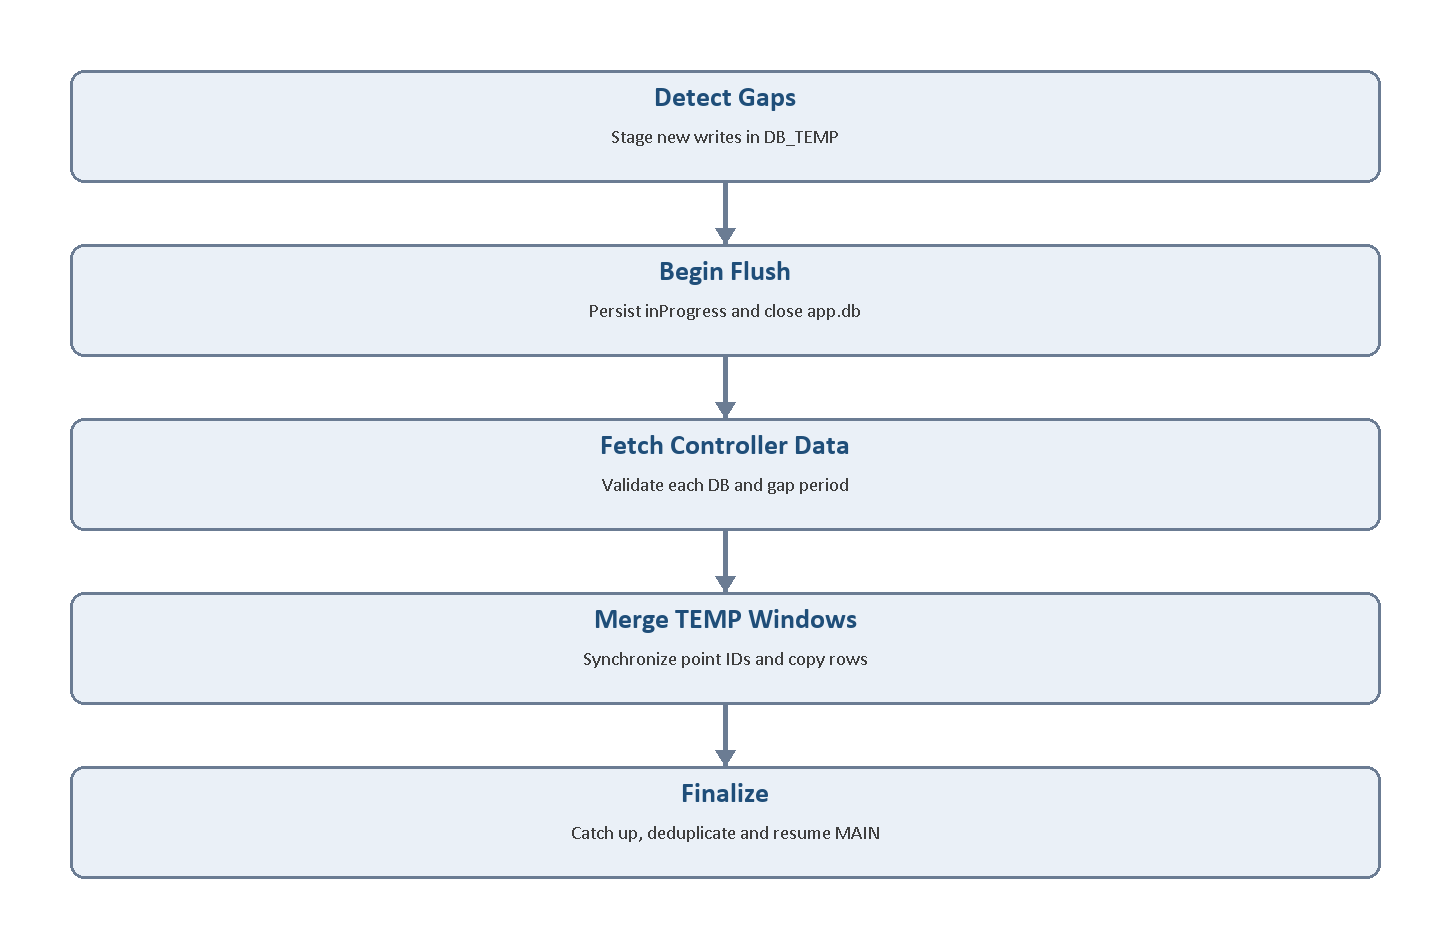 Detect Gaps
Stage new writes in DB_TEMP
Begin Flush
Persist inProgress and close app.db
Fetch Controller Data
Validate each DB and gap period
Merge TEMP Windows
Synchronize point IDs and copy rows
Finalize
Catch up, deduplicate and resume MAIN